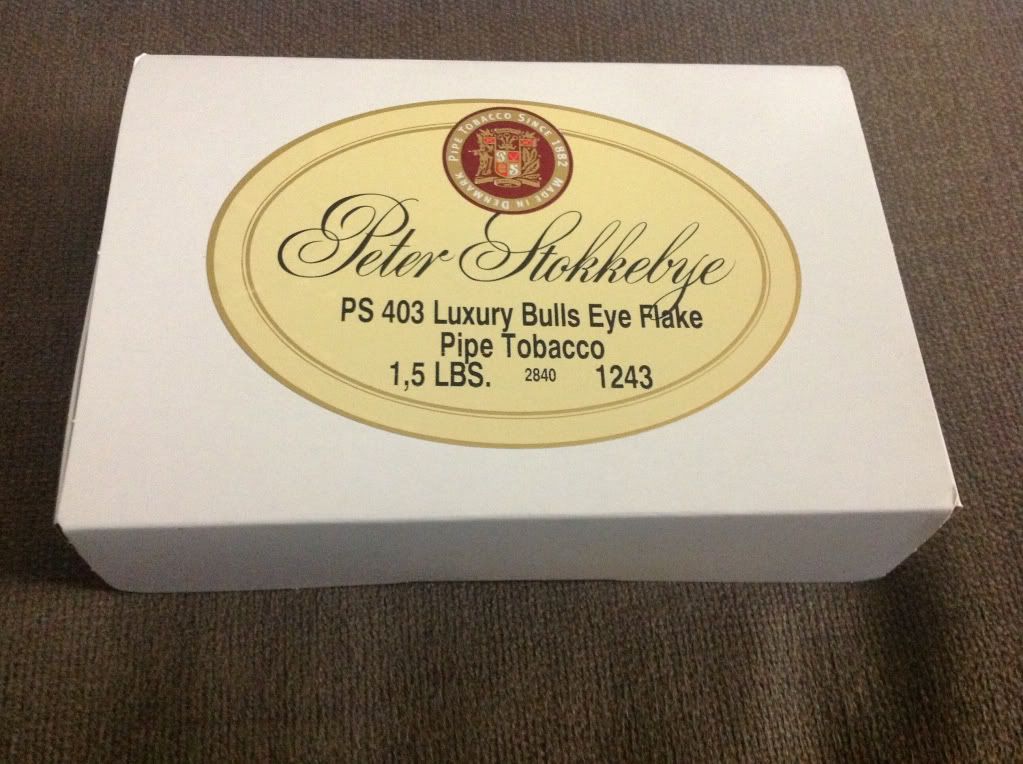 PIPE TOBACCO SINCE 1882 MADE IN DENMARK
PS
Peter Stokkebye
PS 403 Luxury Bulls Eye Flake
Pipe Tobacco
1,5 LBS. 2840 1243